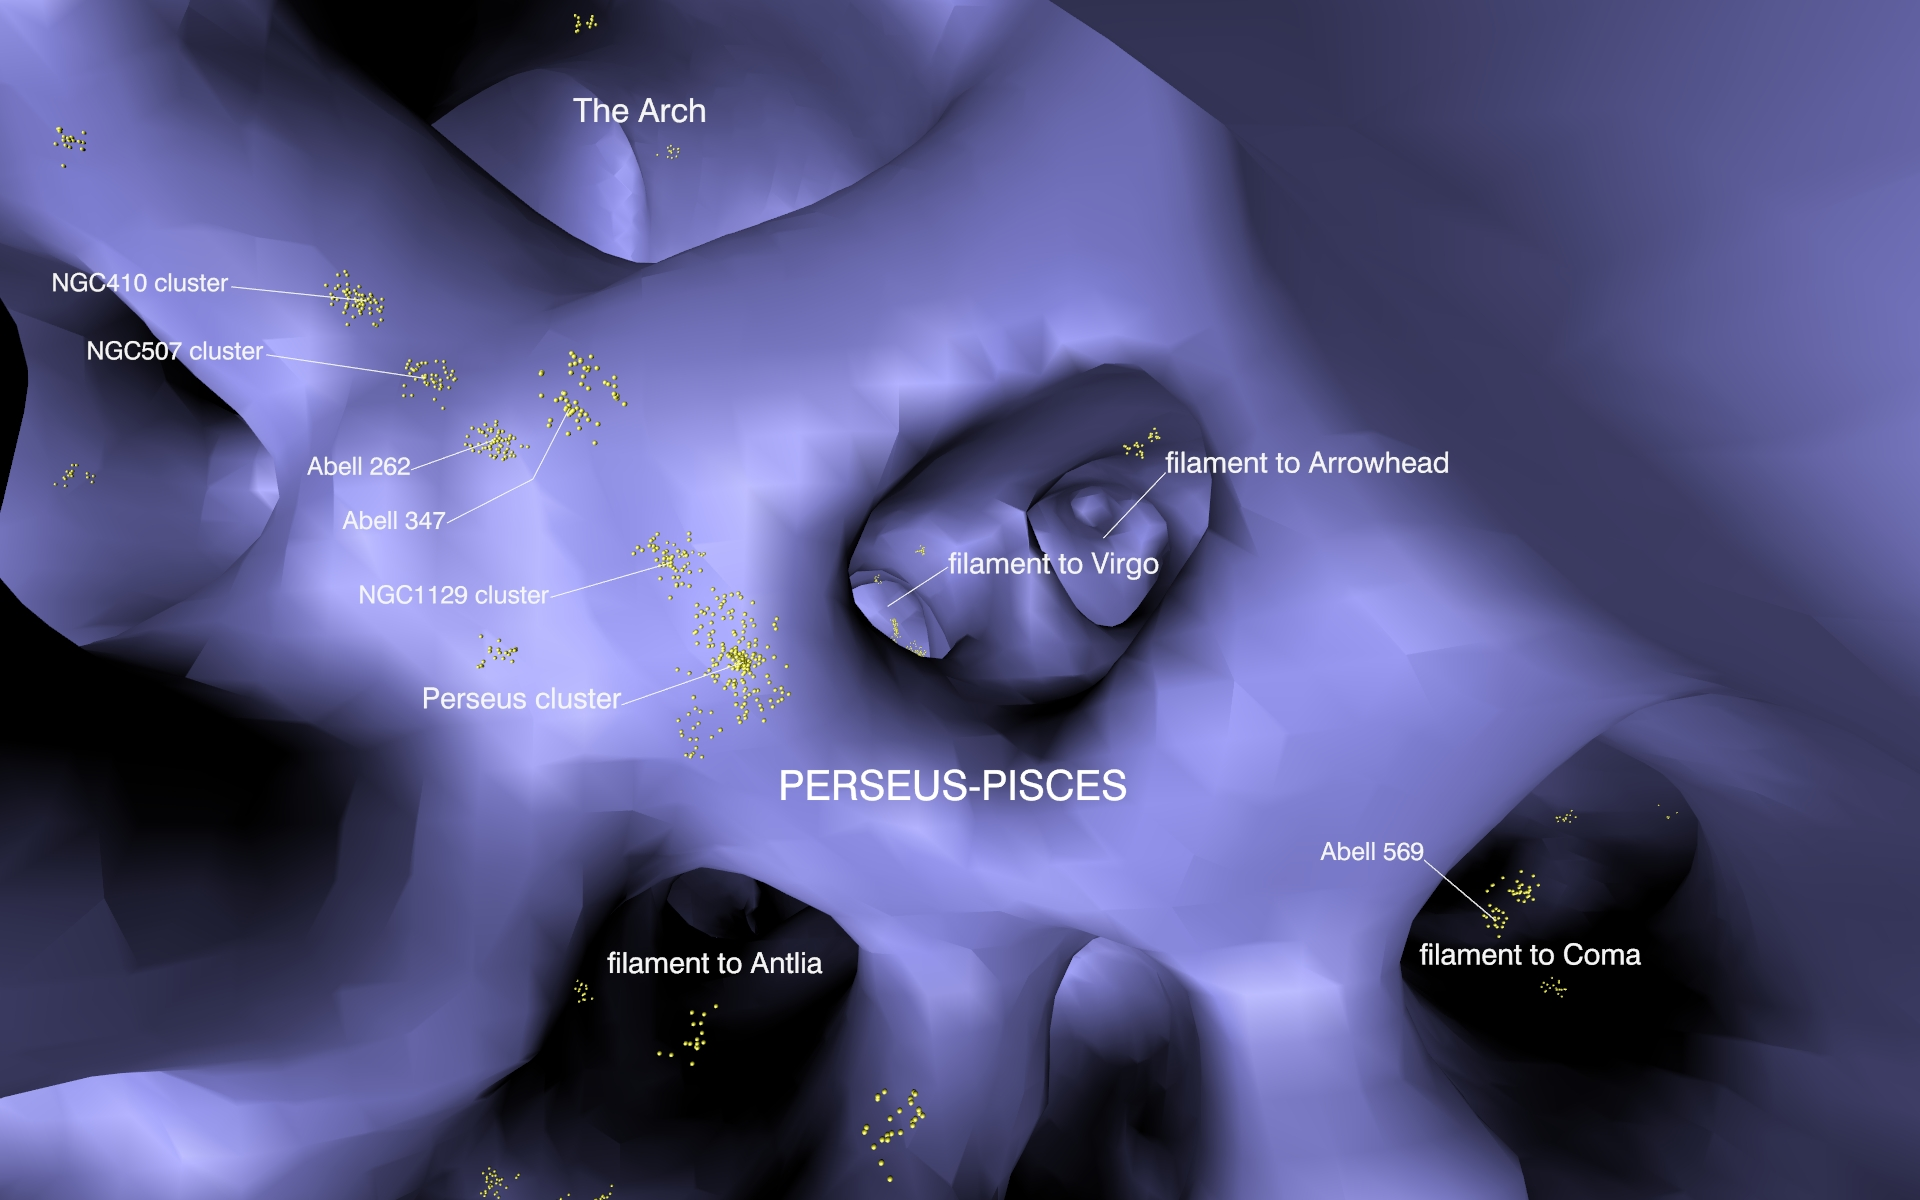 The Arch
NGC410 cluster
NGC507 cluster
Abell 262
filament to Arrowhead
Abell 347
filament to Virgo
NGC1129 cluster
Perseus cluster
PERSEUS-PISCES
Abell 569
filament to Antlia
filament to Coma